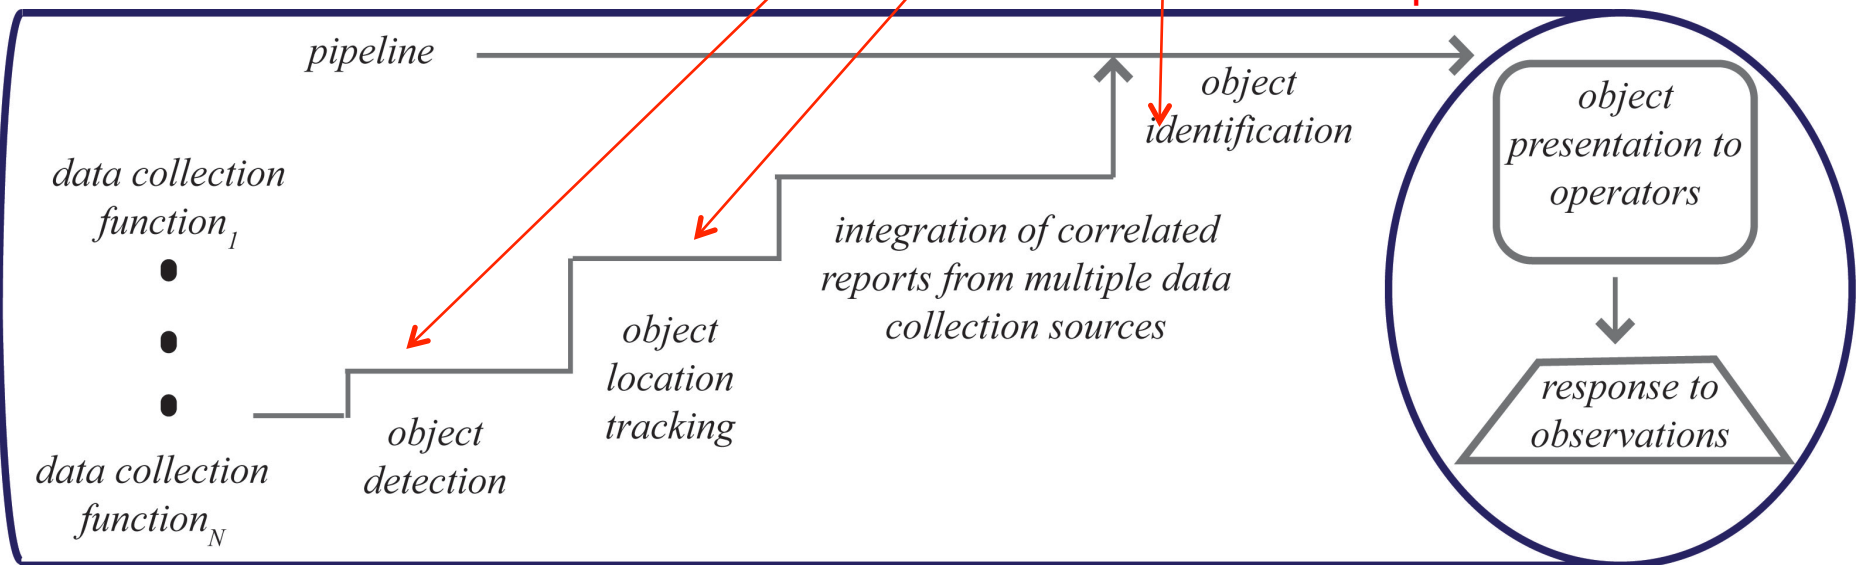 pipeline
data collection
function1
data collection
functionN
object
detection
object
location
tracking
integration of correlated
reports from multiple data
collection sources
object
identification
object
presentation to
operators
response to
observations